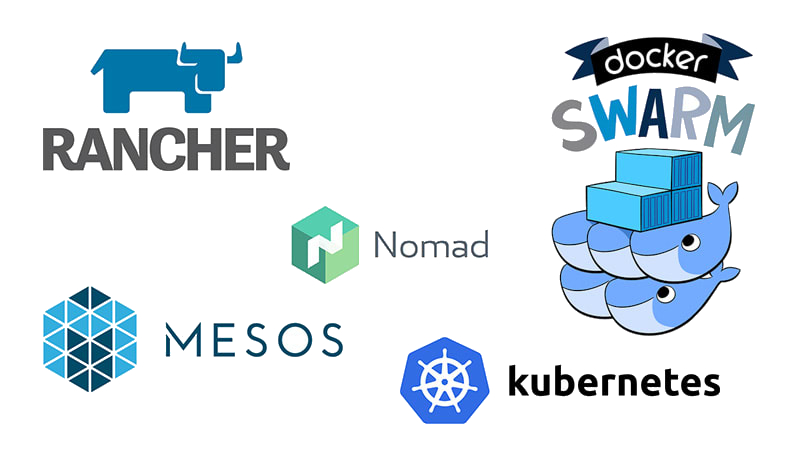 docker
SWARM
RANCHER
Nomad
MESOS
kubernetes